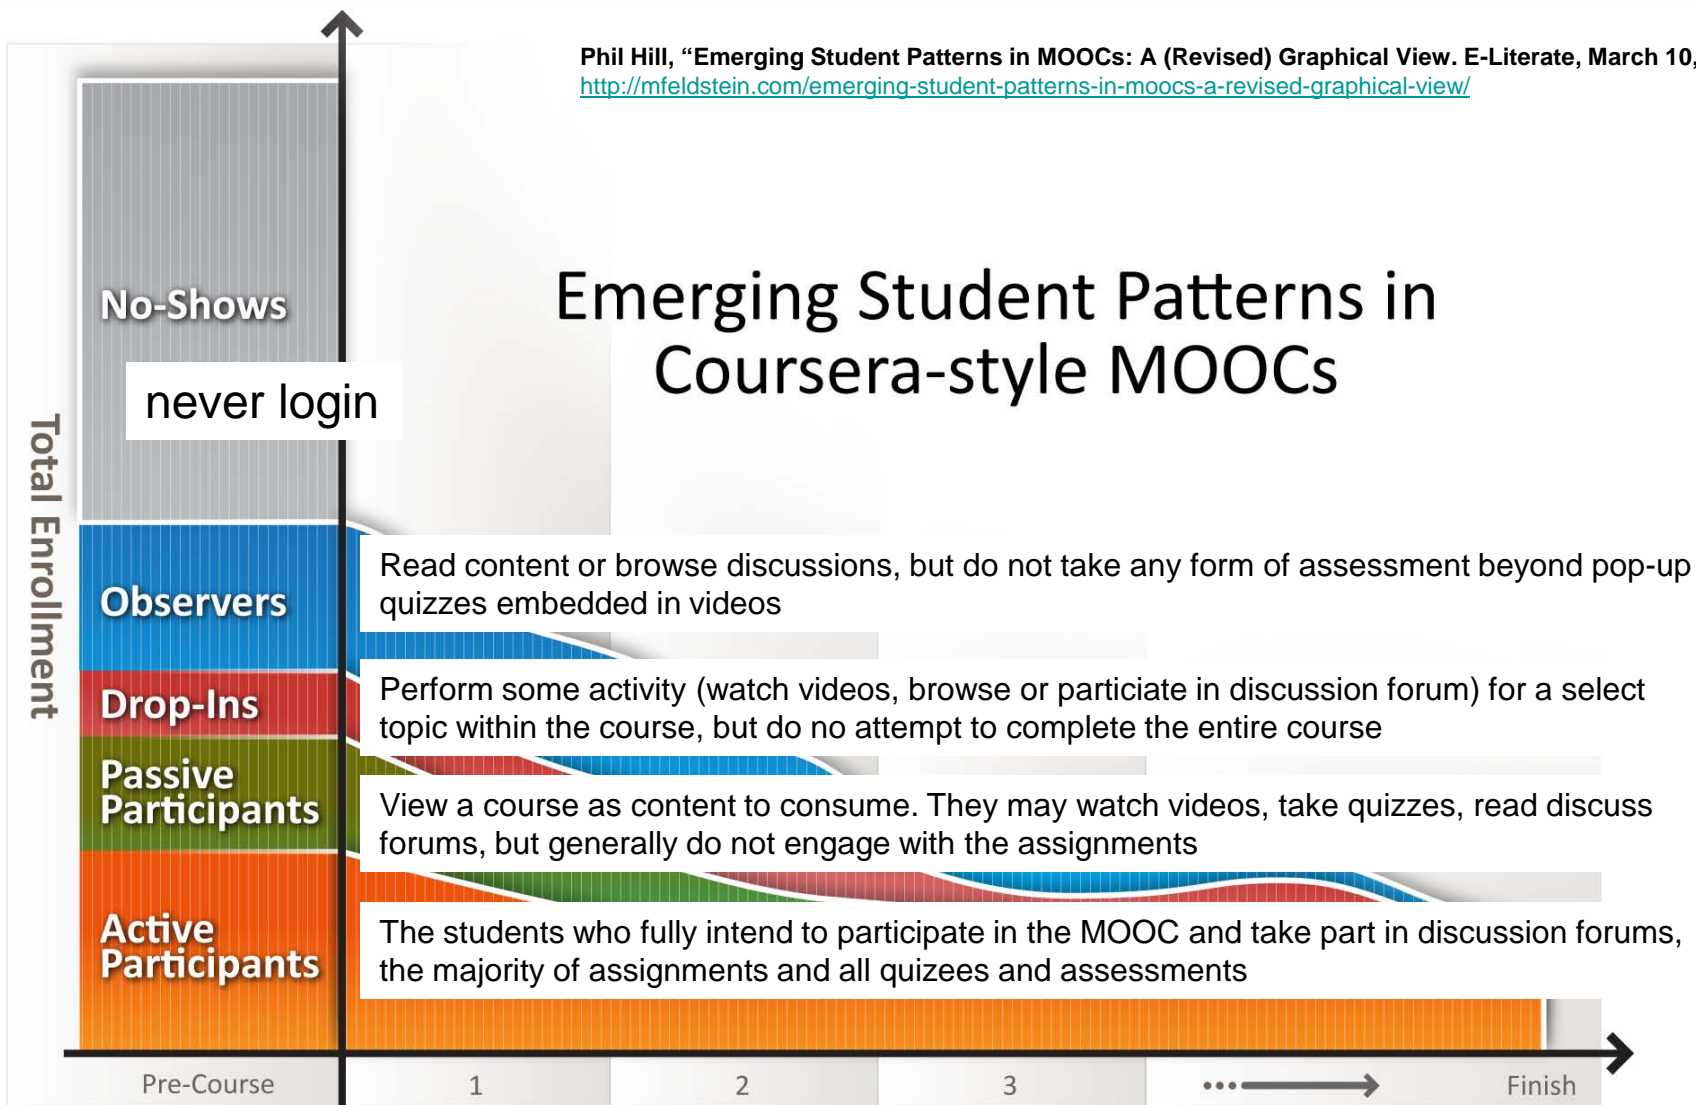 Phil Hill, “Emerging Student Patterns in MOOCs: A (Revised) Graphical View. E-Literate, March 10,
http://mfeldstein.com/emerging-student-patterns-in-moocs-a-revised-graphical-view/
Emerging Student Patterns in
Coursera-style MOOCs
Total Enrollment
No-Shows
never login
Observers
Read content or browse discussions, but do not take any form of assessment beyond pop-up
quizzes embedded in videos
Drop-Ins
Perform some activity (watch videos, browse or particiate in discussion forum) for a select
topic within the course, but do no attempt to complete the entire course
Passive
Participants
View a course as content to consume. They may watch videos, take quizzes, read discuss
forums, but generally do not engage with the assignments
Active
Participants
The students who fully intend to participate in the MOOC and take part in discussion forums,
the majority of assignments and all quizees and assessments
Pre-Course 1 2 3 Finish